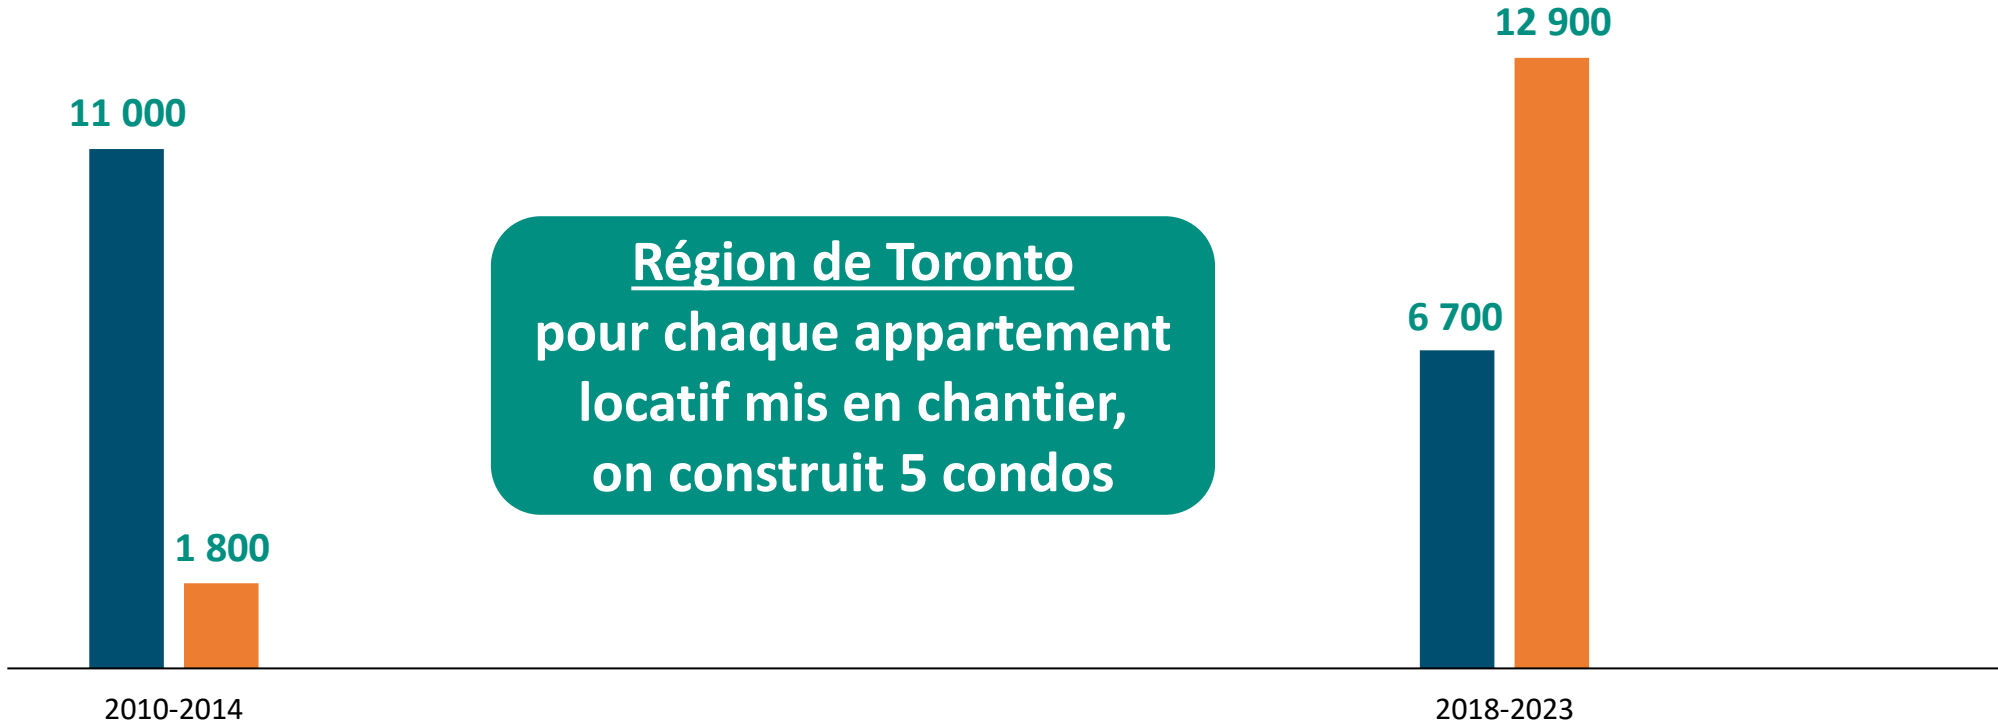 12 900
11 000
Région de Toronto
pour chaque appartement
locatif mis en chantier,
on construit 5 condos
6 700
1 800
2010-2014
2018-2023